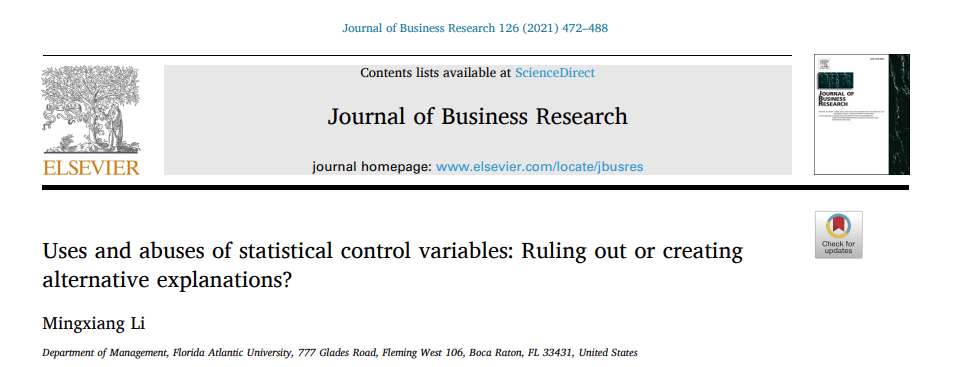 Journal of Business Research 126 (2021) 472–488
Contents lists available at ScienceDirect
Journal of Business Research
journal homepage: www.elsevier.com/locate/jbusres
ELSEVIER
JOURNAL OF
BUSINESS
RESEARCH
Check for
updates
Uses and abuses of statistical control variables: Ruling out or creating
alternative explanations?
Mingxiang Li
Department of Management, Florida Atlantic University, 777 Glades Road, Fleming West 106, Boca Raton, FL 33431, United States